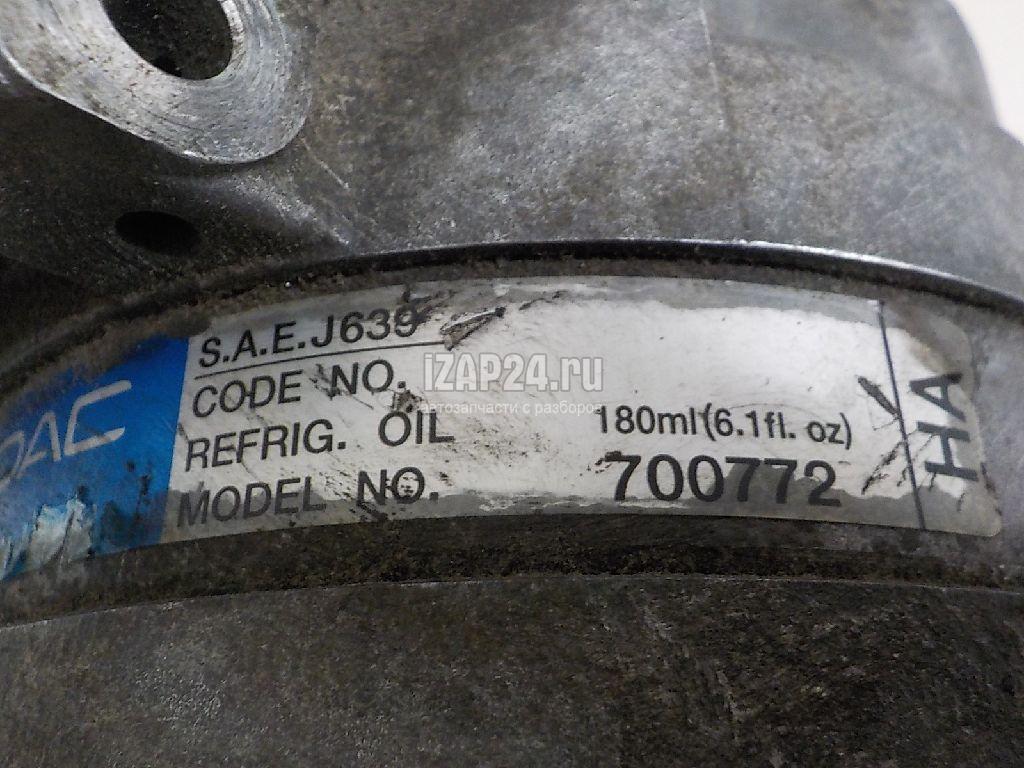 S.A.E.J639
CODE NO.
REFRIG. OIL 180ml(6.1fl. oz)
MODEL NO. 700772
HA
iZAP24.ru
автозапчасти с разборов